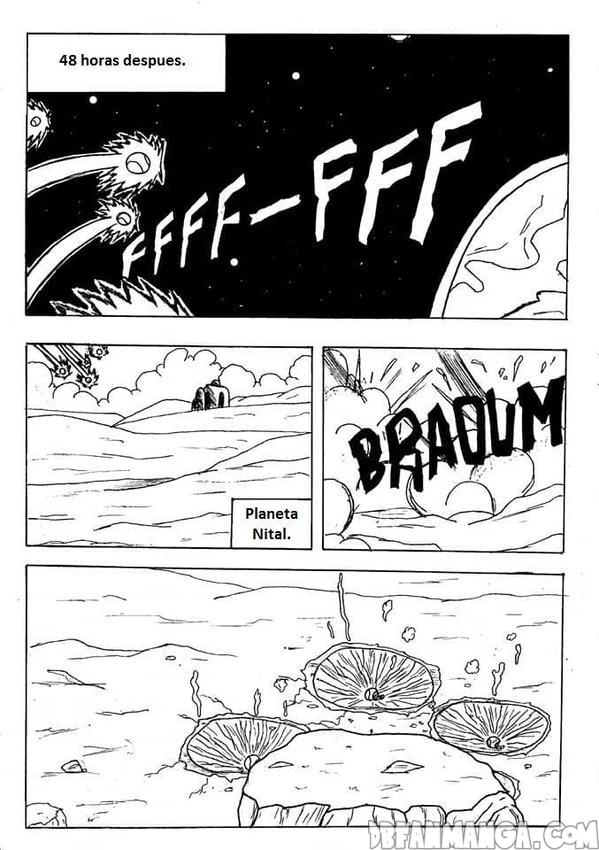 48 horas despues.
FFFF-FFF
BRAOUM
Planeta
Nital.
DBFANMANGA.COM